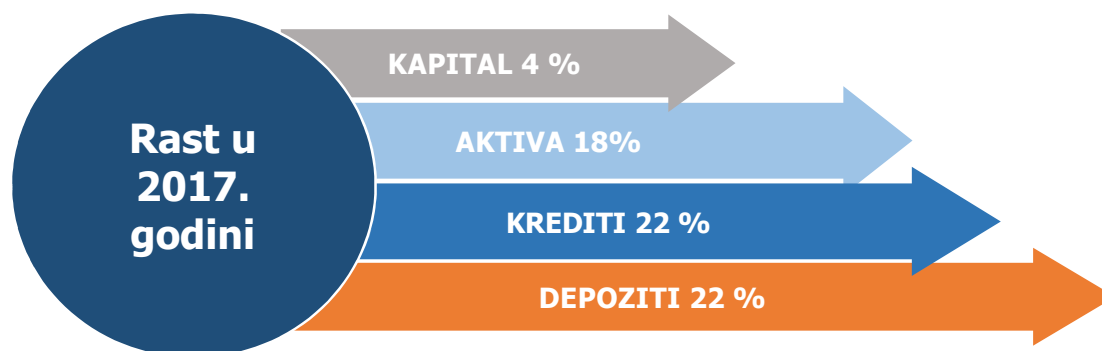 Rast u
2017.
godini
KAPITAL 4 %
AKTIVA 18%
KREDITI 22 %
DEPOZITI 22 %